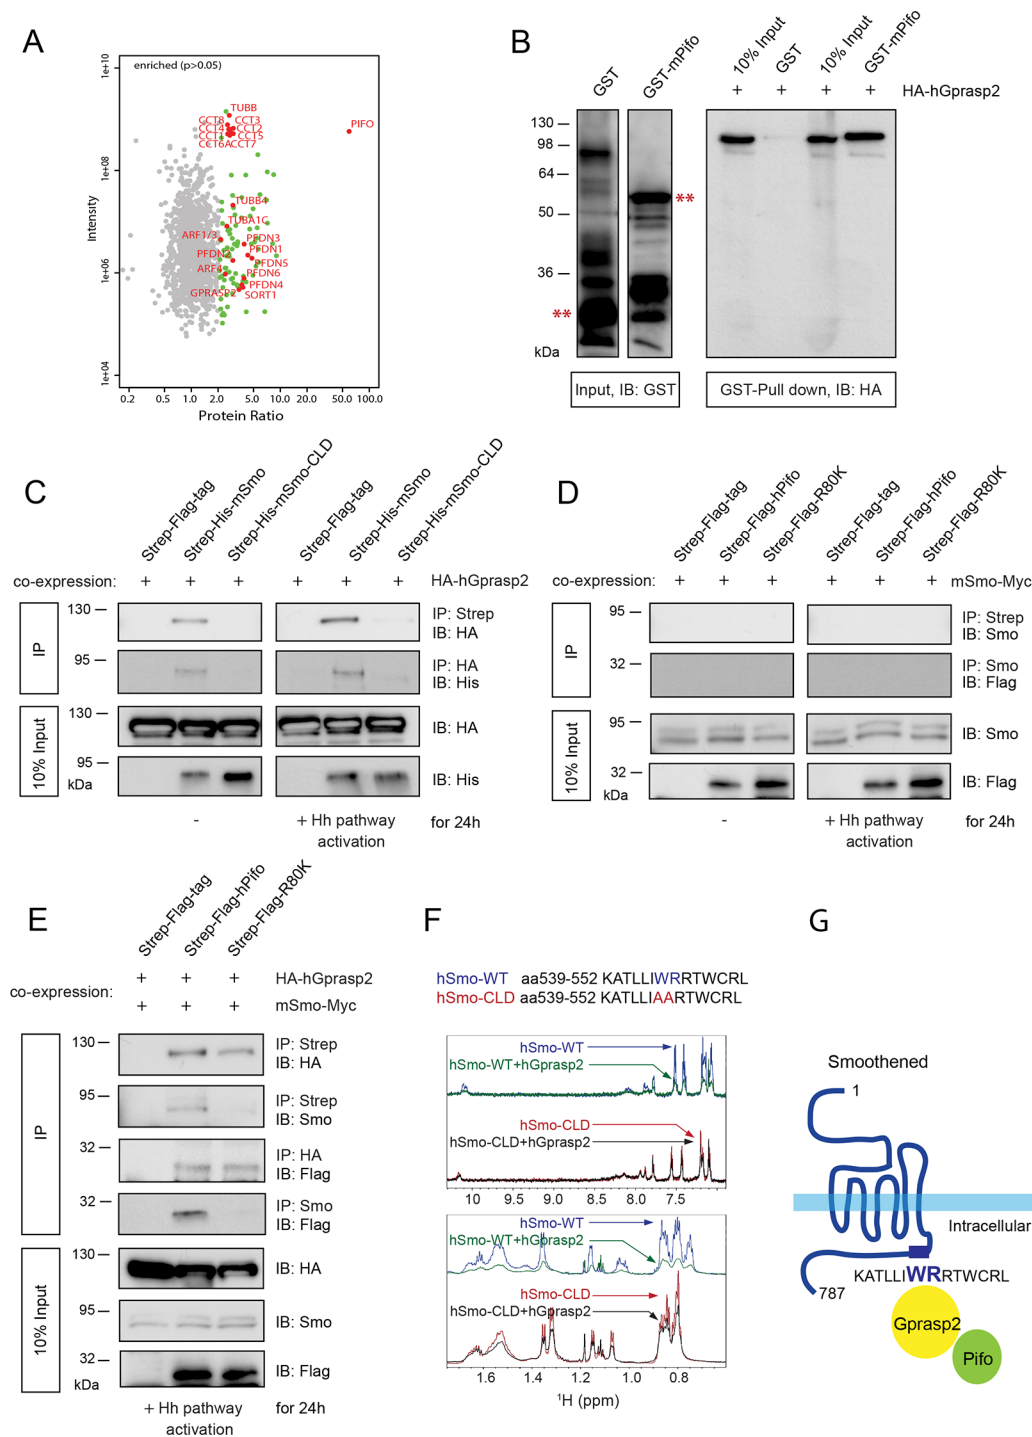 A
enriched (p>0.05)
1e+10
1e+08
1e+06
1e+04
Intensity
TUBB
CCT8 CCT3
CCT4 CCT2
CCT1 CCT5
CCT6A CCT7
PIFO
TUBB4
TUBA1C
ARF1/3
PFDN3
PFDN2
PFDN1
ARF4
PFDN5
PFDN6
GPRASP2
PFDN4
SORT1
0.2 0.5 1.0 2.0 5.0 10.0 20.0 50.0 100.0
Protein Ratio
B
GST
GST-mPifo
10% Input
GST
10% Input
GST-mPifo
+ + + + HA-hGprasp2
130
98
64
50
36
kDa
**
**
Input, IB: GST
GST-Pull down, IB: HA
C
Strep-Flag-tag
Strep-His-mSmo
Strep-His-mSmo-CLD
Strep-Flag-tag
Strep-His-mSmo
Strep-His-mSmo-CLD
co-expression: + + + + + + HA-hGprasp2
IP
130
IP: Strep
IB: HA
95
IP: HA
IB: His
10% Input
130
IB: HA
95
kDa
IB: His
-
+ Hh pathway
activation
for 24h
D
Strep-Flag-tag
Strep-Flag-hPifo
Strep-Flag-R80K
Strep-Flag-tag
Strep-Flag-hPifo
Strep-Flag-R80K
co-expression: + + + + + + mSmo-Myc
IP
95
IP: Strep
IB: Smo
32
IP: Smo
IB: Flag
10% Input
95
IB: Smo
32
kDa
IB: Flag
-
+ Hh pathway
activation
for 24h
E
Strep-Flag-tag
Strep-Flag-hPifo
Strep-Flag-R80K
co-expression:
+ + + HA-hGprasp2
+ + + mSmo-Myc
IP
130
IP: Strep
IB: HA
95
IP: Strep
IB: Smo
32
IP: HA
IB: Flag
32
IP: Smo
IB: Flag
10% Input
130
IB: HA
95
IB: Smo
32
kDa
IB: Flag
+ Hh pathway
activation
for 24h
F
hSmo-WT aa539-552 KATLLIWRRTWCRL
hSmo-CLD aa539-552 KATLLIAARTWCRL
hSmo-WT
hSmo-WT+hGprasp2
hSmo-CLD
hSmo-CLD+hGprasp2
10 9.5 9.0 8.5 8.0 7.5
hSmo-WT
hSmo-WT+hGprasp2
hSmo-CLD
hSmo-CLD+hGprasp2
1.6 1.4 1.2 1.0 0.8
¹H (ppm)
G
Smoothened
1
Intracellular
KATLLIWRRTWCRL
787
Gprasp2
Pifo